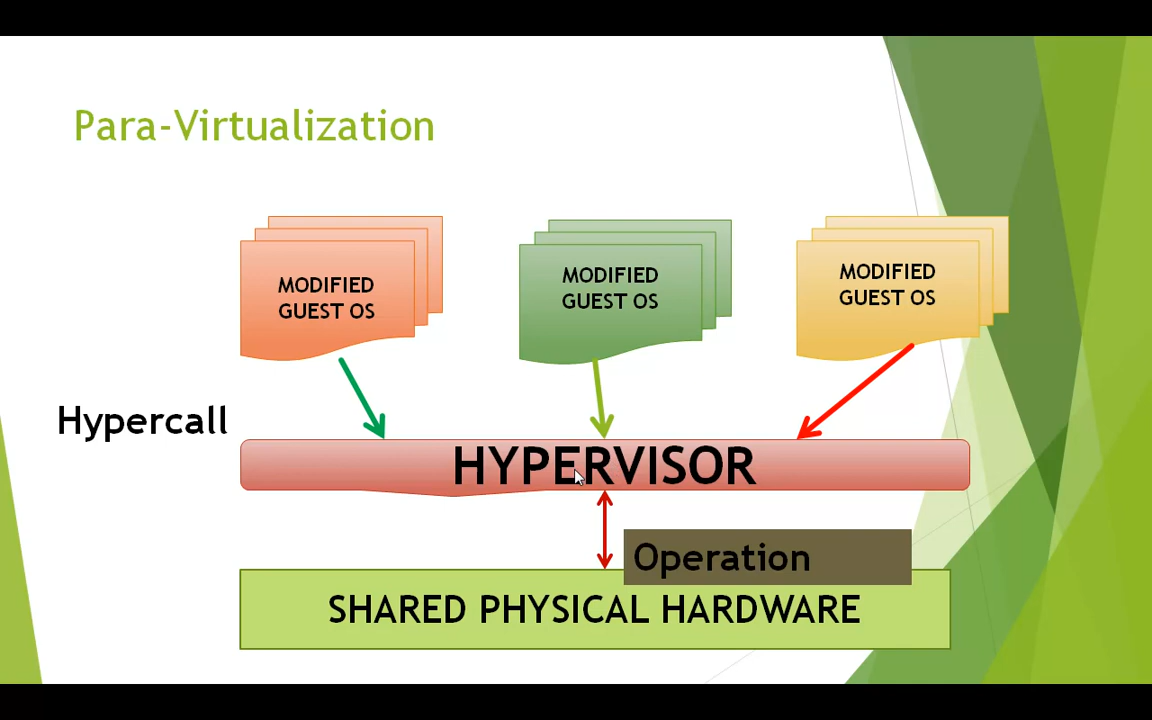 Para-Virtualization
MODIFIED
GUEST OS
MODIFIED
GUEST OS
MODIFIED
GUEST OS
Hypercall
HYPERVISOR
Operation
SHARED PHYSICAL HARDWARE